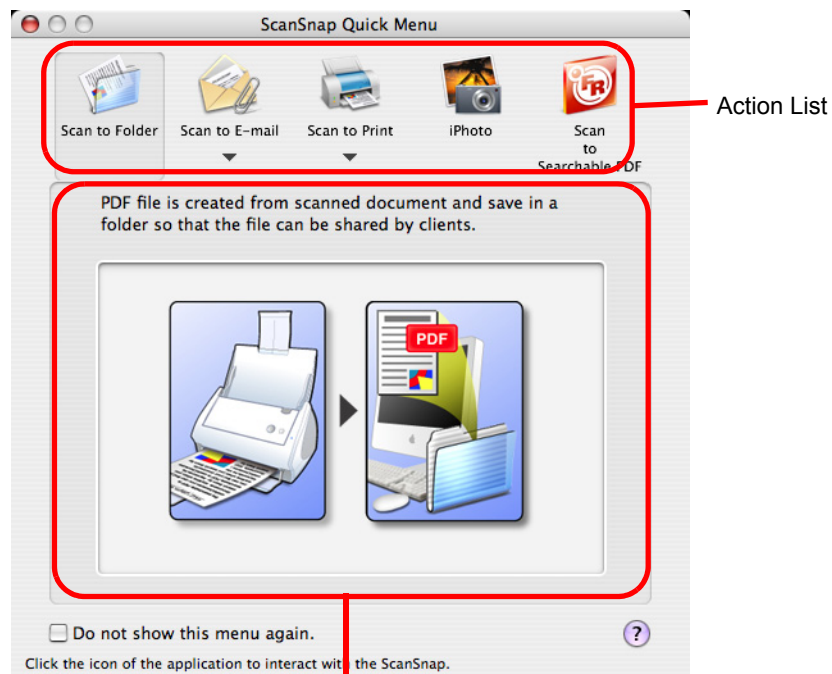 ScanSnap Quick Menu
Scan to Folder
Scan to E-mail
Scan to Print
iPhoto
Scan
to
Searchable PDF
Action List
PDF file is created from scanned document and save in a
folder so that the file can be shared by clients.
PDF
Do not show this menu again.
?
Click the icon of the application to interact with the ScanSnap.